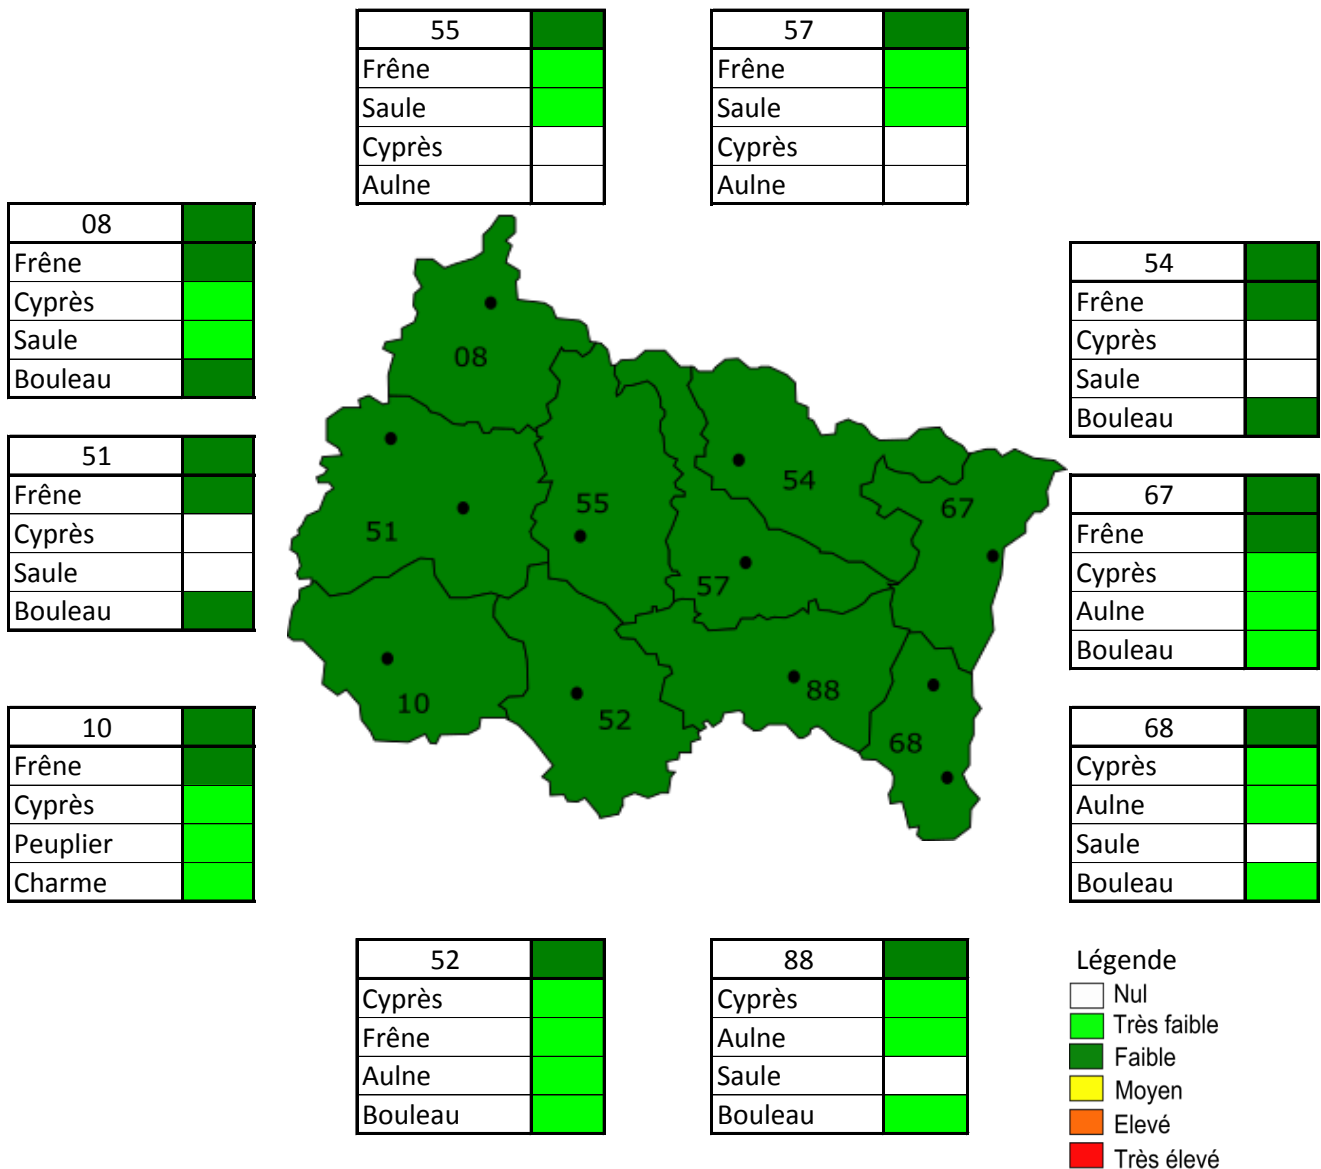 55
Frêne
Saule
Cyprès
Aulne
57
Frêne
Saule
Cyprès
Aulne
08
Frêne
Cyprès
Saule
Bouleau
51
Frêne
Cyprès
Saule
Bouleau
10
Frêne
Cyprès
Peuplier
Charme
08
51
55
54
67
57
10
52
88
68
54
Frêne
Cyprès
Saule
Bouleau
67
Frêne
Cyprès
Aulne
Bouleau
68
Cyprès
Aulne
Saule
Bouleau
52
Cyprès
Frêne
Aulne
Bouleau
88
Cyprès
Aulne
Saule
Bouleau
Légende
Nul
Très faible
Faible
Moyen
Elevé
Très élevé